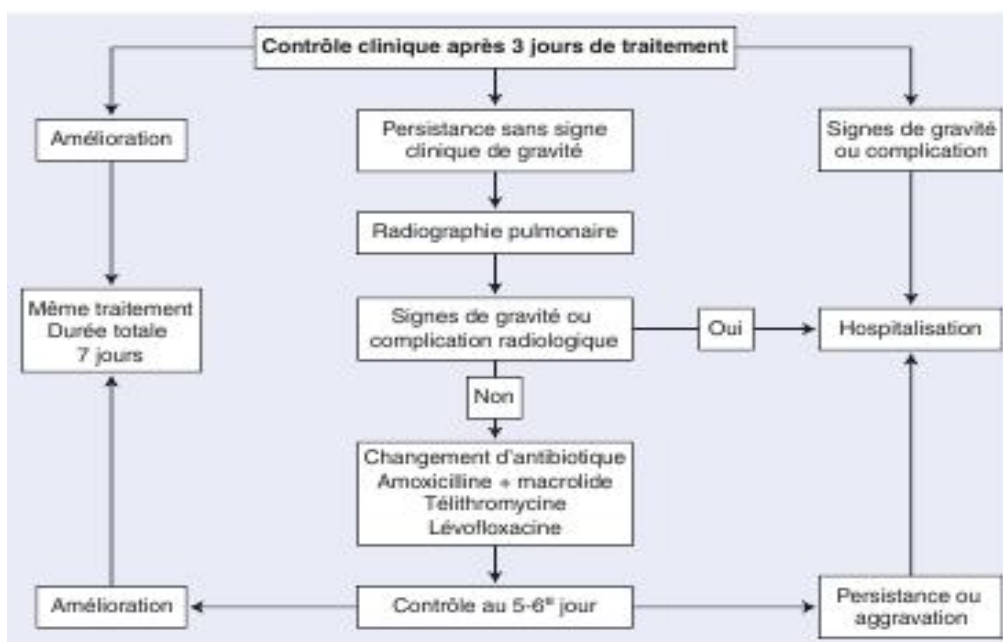 Contrôle clinique après 3 jours de traitement
Amélioration
Persistance sans signe
clinique de gravité
Signes de gravité
ou complication
Radiographie pulmonaire
Même traitement
Durée totale
7 jours
Signes de gravité ou
complication radiologique
Oui
Hospitalisation
Non
Changement d'antibiotique
Amoxicilline + macrolide
Télithromycine
Lévofloxacine
Amélioration
Contrôle au 5-6ᵉ jour
Persistance ou
aggravation